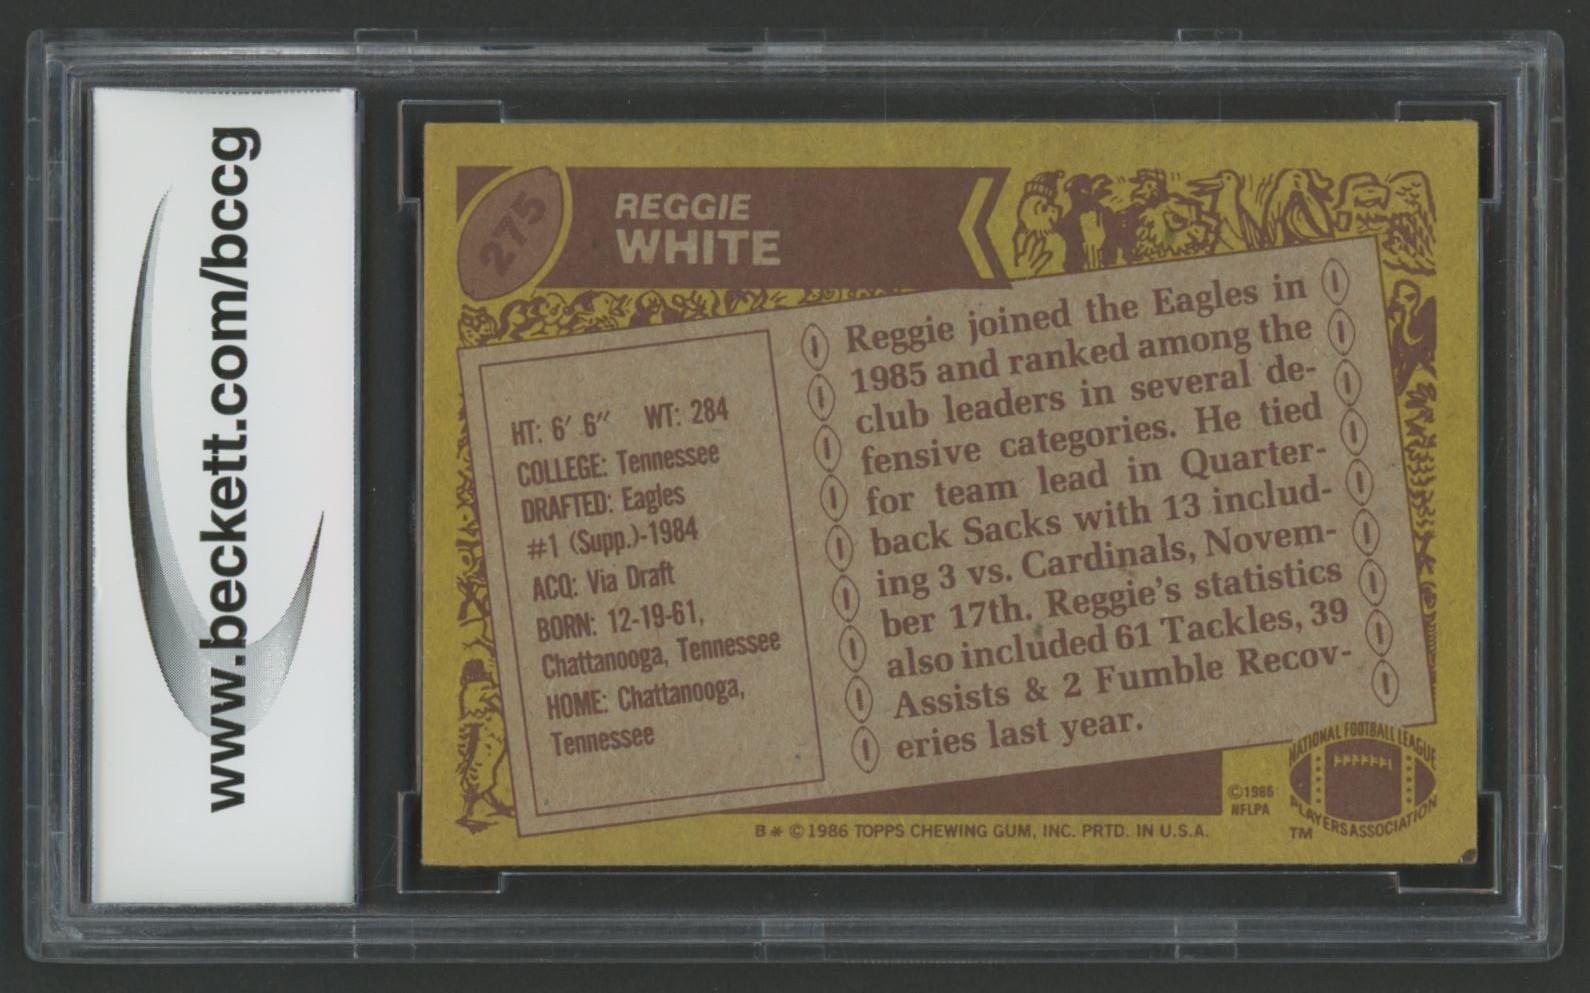 www.beckett.com/bccg
275
REGGIE
WHITE
HT: 6' 6" WT: 284
COLLEGE: Tennessee
DRAFTED: Eagles
#1 (Supp.)-1984
ACQ: Via Draft
BORN: 12-19-61,
Chattanooga, Tennessee
HOME: Chattanooga,
Tennessee
Reggie joined the Eagles in
1985 and ranked among the
club leaders in several de-
fensive categories. He tied
for team lead in Quarter-
back Sacks with 13 includ-
ing 3 vs. Cardinals, Novem-
ber 17th. Reggie's statistics
also included 61 Tackles, 39
Assists & 2 Fumble Recov-
eries last year.
©1986
NFLPA
NATIONAL FOOTBALL LEAGUE
PLAYERS ASSOCIATION
TM
B* ©1986 TOPPS CHEWING GUM, INC. PRTD. IN U.S.A.